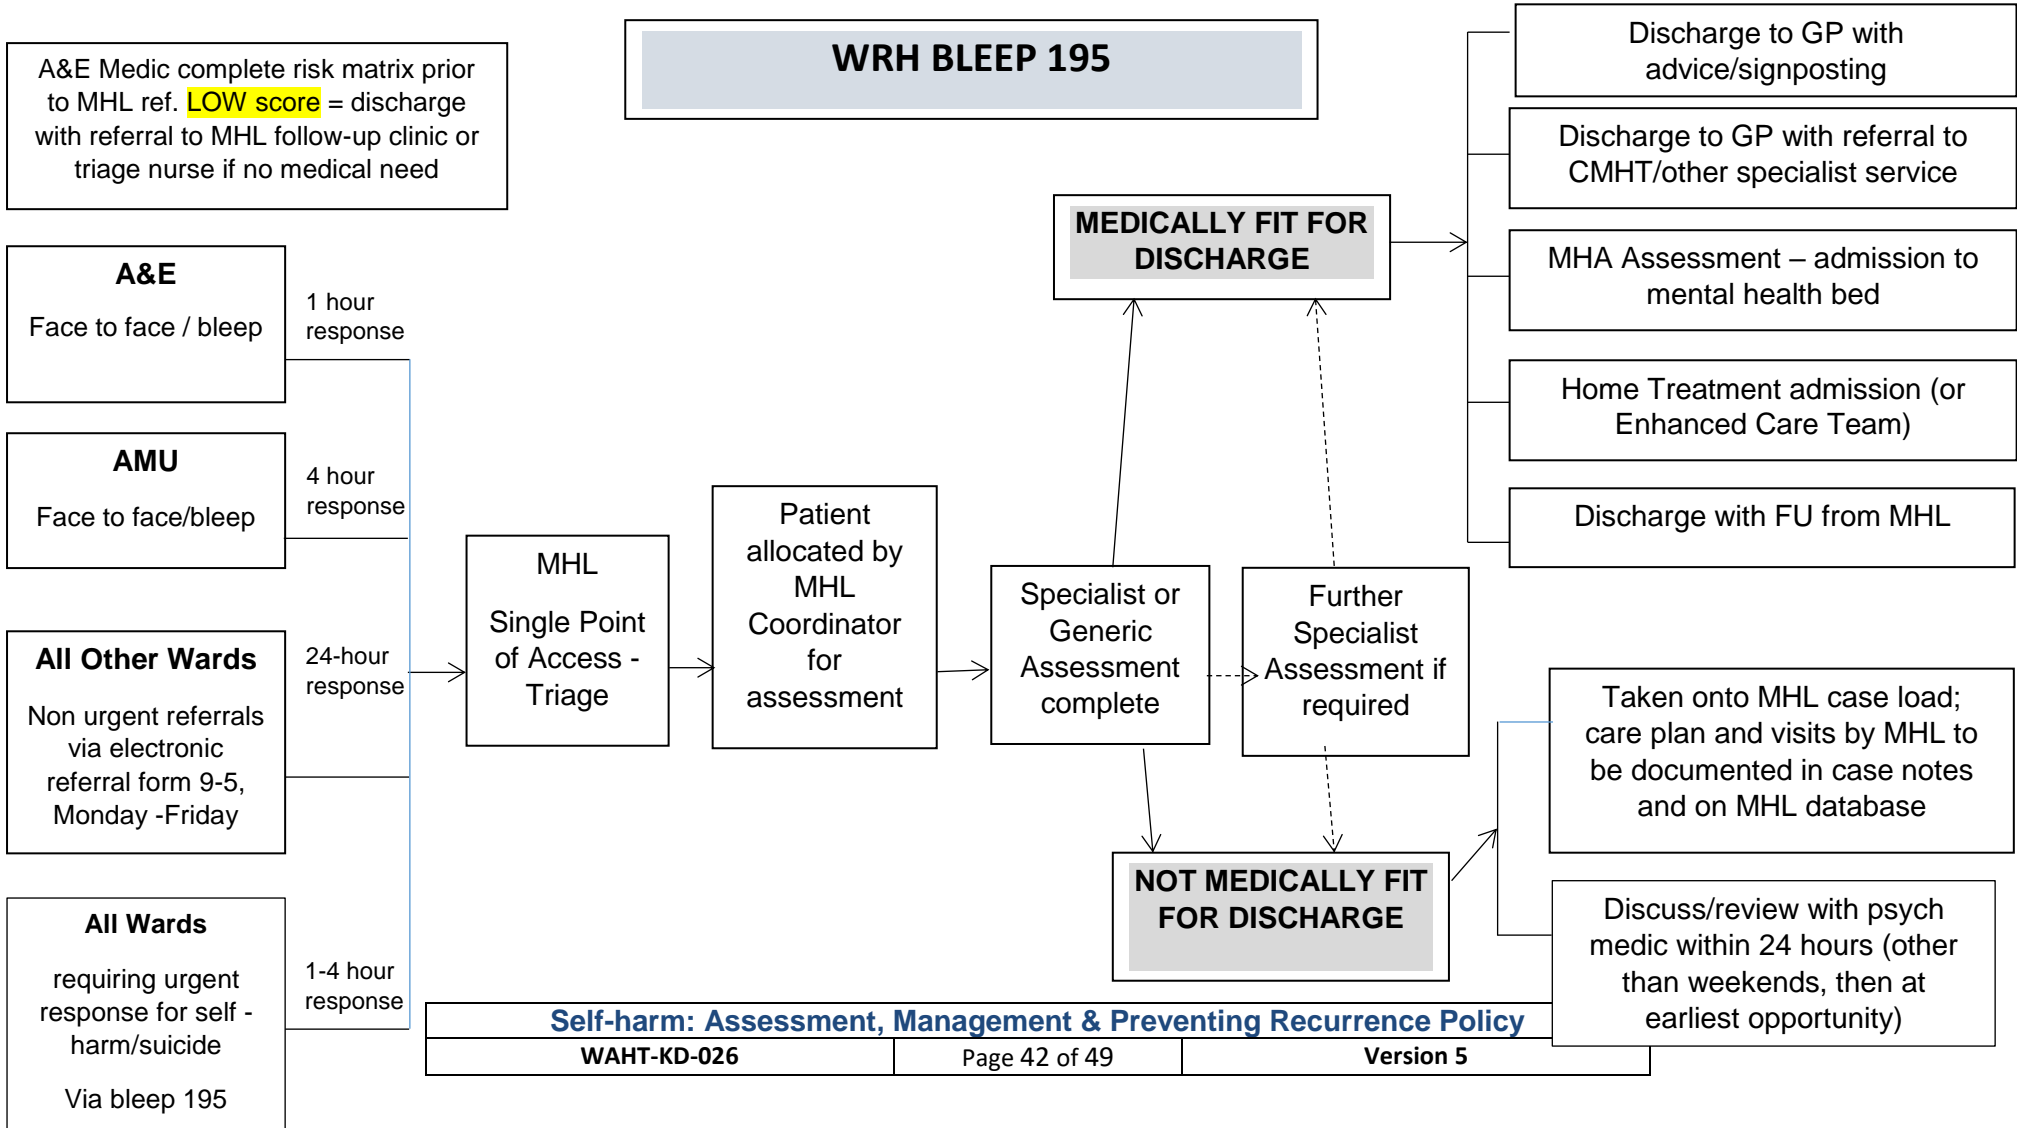 WRH BLEEP 195
A&E Medic complete risk matrix prior
to MHL ref. LOW score = discharge
with referral to MHL follow-up clinic or
triage nurse if no medical need
A&E
Face to face / bleep
1 hour
response
AMU
Face to face/bleep
4 hour
response
All Other Wards
Non urgent referrals
via electronic
referral form 9-5,
Monday -Friday
24-hour
response
All Wards
requiring urgent
response for self -
harm/suicide
Via bleep 195
1-4 hour
response
MHL
Single Point
of Access -
Triage
Patient
allocated by
MHL
Coordinator
for
assessment
Specialist or
Generic
Assessment
complete
Further
Specialist
Assessment if
required
MEDICALLY FIT FOR
DISCHARGE
NOT MEDICALLY FIT
FOR DISCHARGE
Discharge to GP with
advice/signposting
Discharge to GP with referral to
CMHT/other specialist service
MHA Assessment – admission to
mental health bed
Home Treatment admission (or
Enhanced Care Team)
Discharge with FU from MHL
Taken onto MHL case load;
care plan and visits by MHL to
be documented in case notes
and on MHL database
Discuss/review with psych
medic within 24 hours (other
than weekends, then at
earliest opportunity)
Self-harm: Assessment, Management & Preventing Recurrence Policy
WAHT-KD-026 Page 42 of 49 Version 5